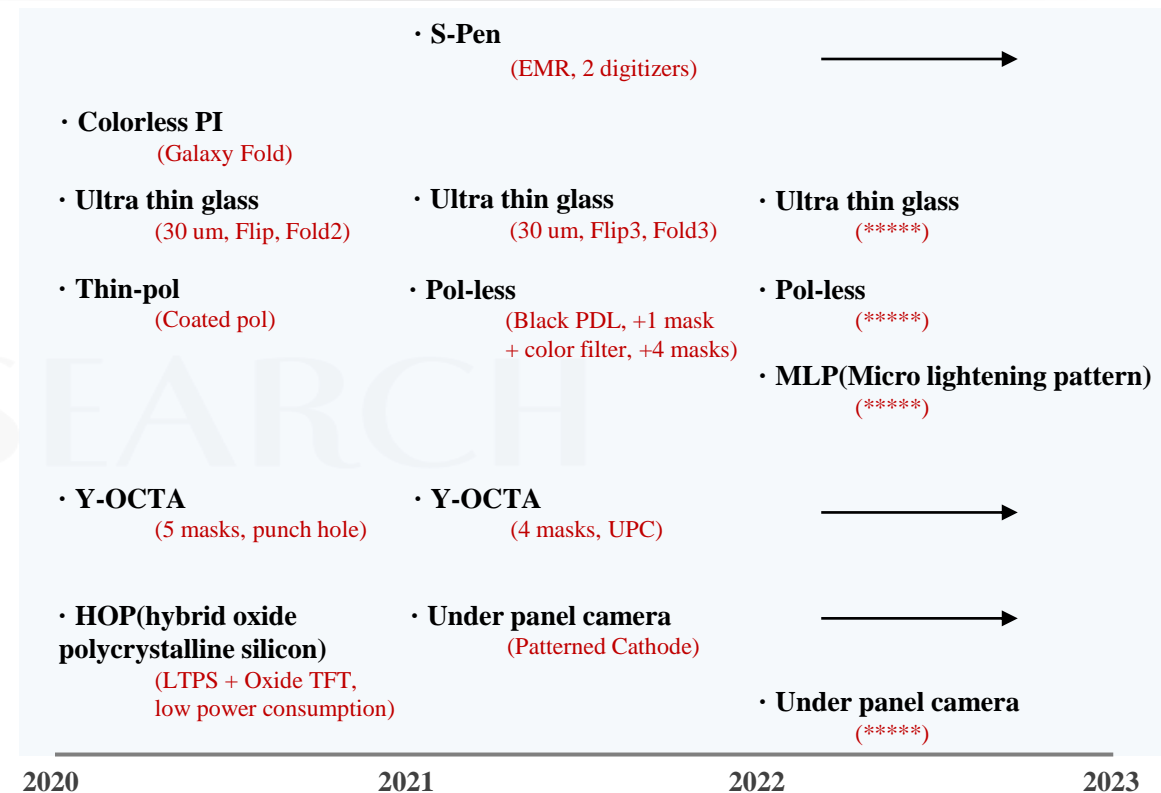 · S-Pen
(EMR, 2 digitizers)
· Colorless PI
(Galaxy Fold)
· Ultra thin glass
(30 um, Flip, Fold2)
· Ultra thin glass
(30 um, Flip3, Fold3)
· Ultra thin glass
(*****)
· Thin-pol
(Coated pol)
· Pol-less
(Black PDL, +1 mask
+ color filter, +4 masks)
· Pol-less
(*****)
· MLP(Micro lightening pattern)
(*****)
SEARCH
· Y-OCTA
(5 masks, punch hole)
· Y-OCTA
(4 masks, UPC)
· HOP(hybrid oxide
polycrystalline silicon)
(LTPS + Oxide TFT,
low power consumption)
· Under panel camera
(Patterned Cathode)
· Under panel camera
(*****)
2020
2021
2022
2023